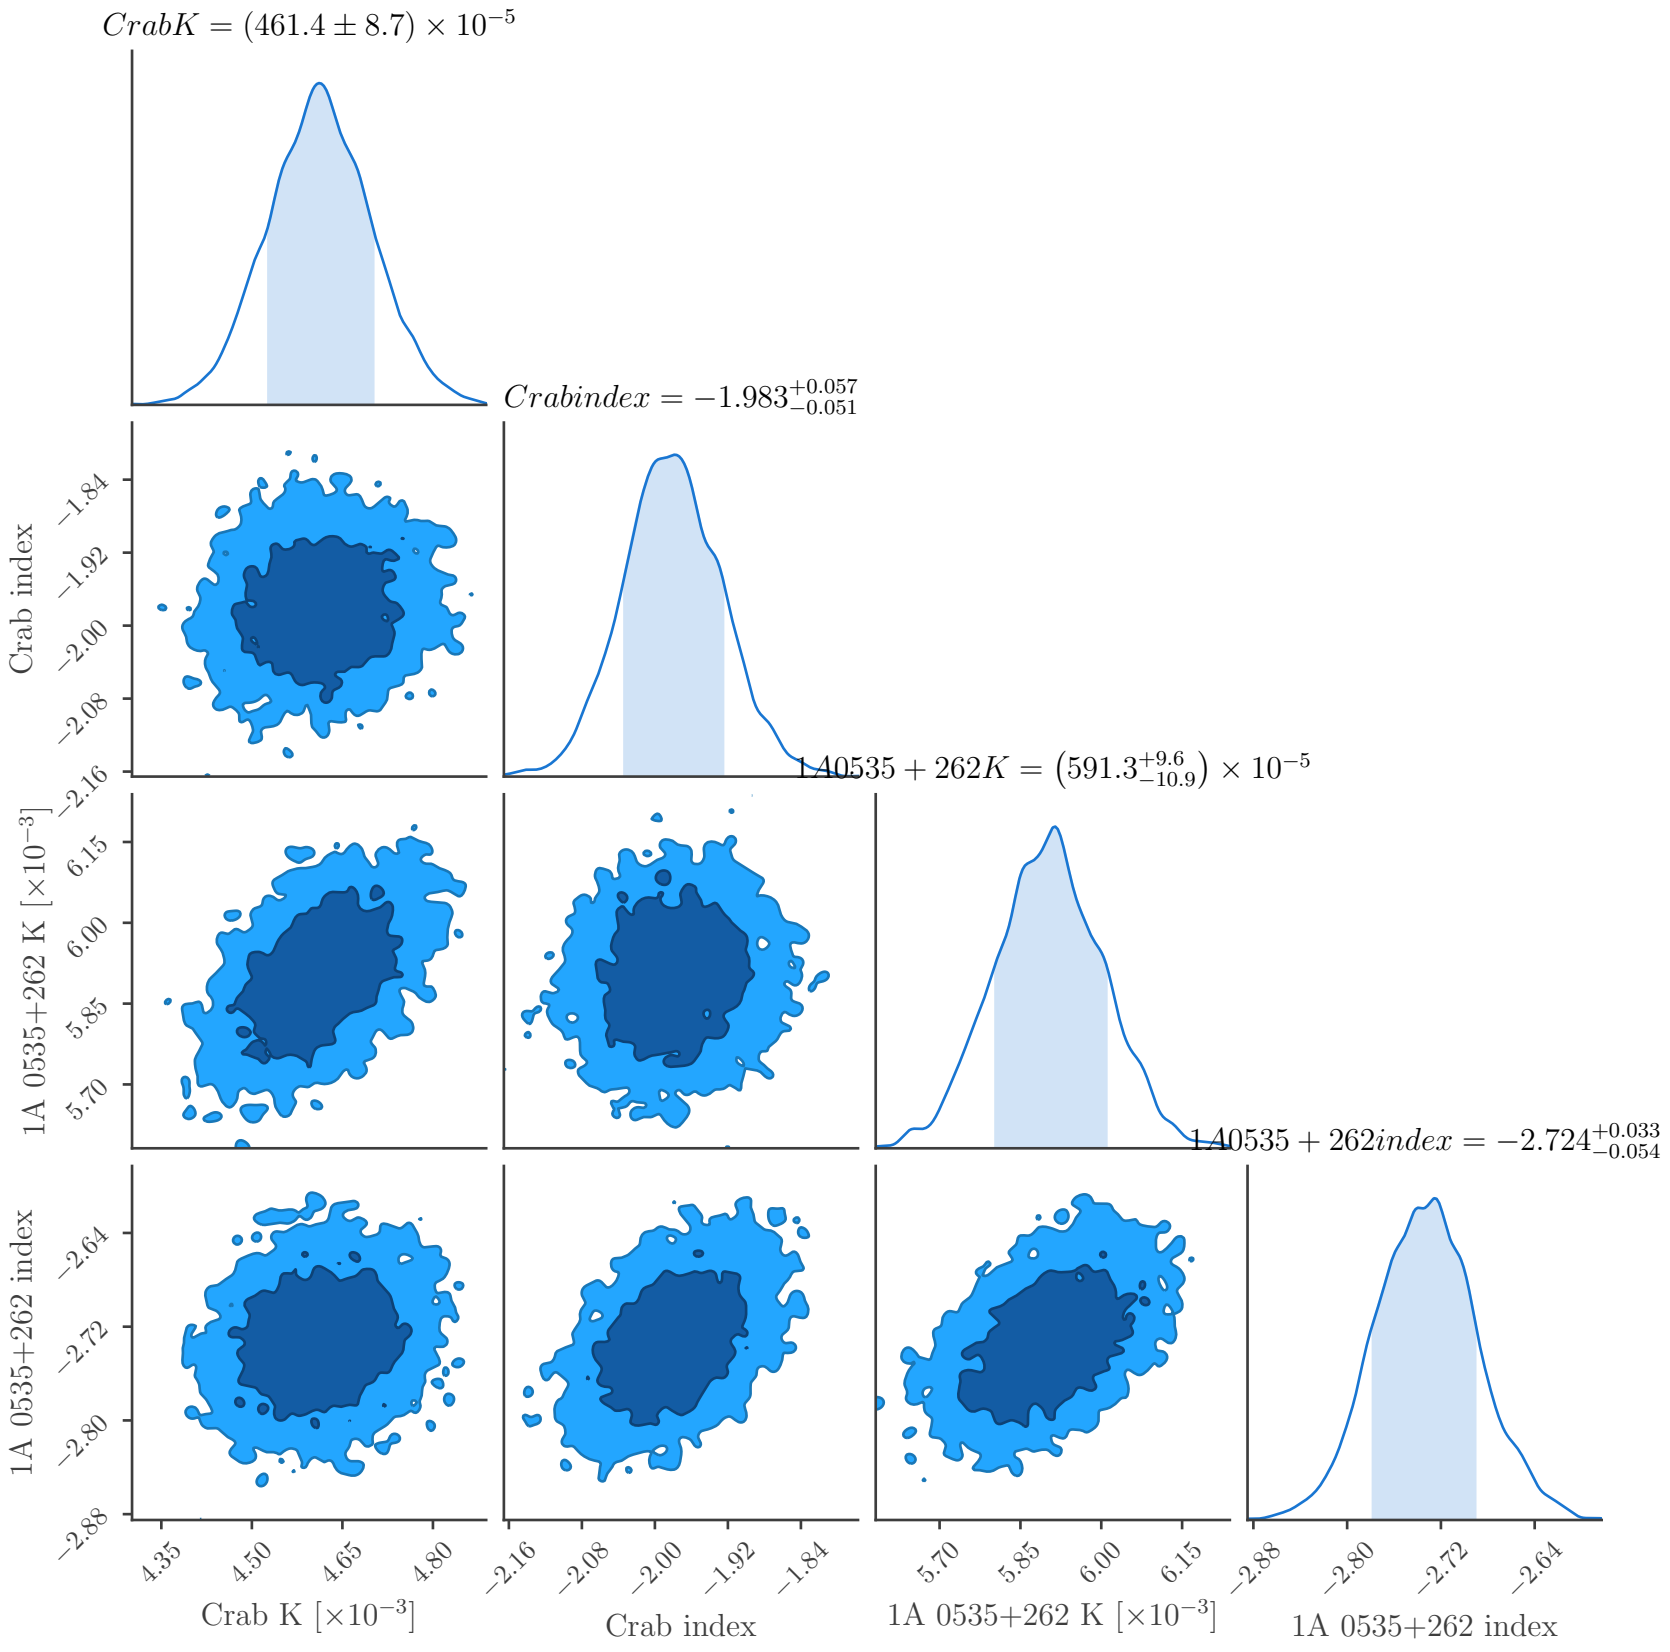 CrabK = (461.4 ± 8.7) × 10⁻⁵
Crabindex = −1.983 +0.057 −0.051
−1.84
−1.92
−2.00
−2.08
−2.16
Crab index
1A0535 + 262K = (591.3 +9.6 −10.9) × 10⁻⁵
6.15
6.00
5.85
5.70
1A 0535+262 K [×10⁻³]
1A0535 + 262index = −2.724 +0.033 −0.054
−2.64
−2.72
−2.80
−2.88
1A 0535+262 index
4.35 4.50 4.65 4.80
−2.16 −2.08 −2.00 −1.92 −1.84
5.70 5.85 6.00 6.15
−2.88 −2.80 −2.72 −2.64
Crab K [×10⁻³]
Crab index
1A 0535+262 K [×10⁻³]
1A 0535+262 index